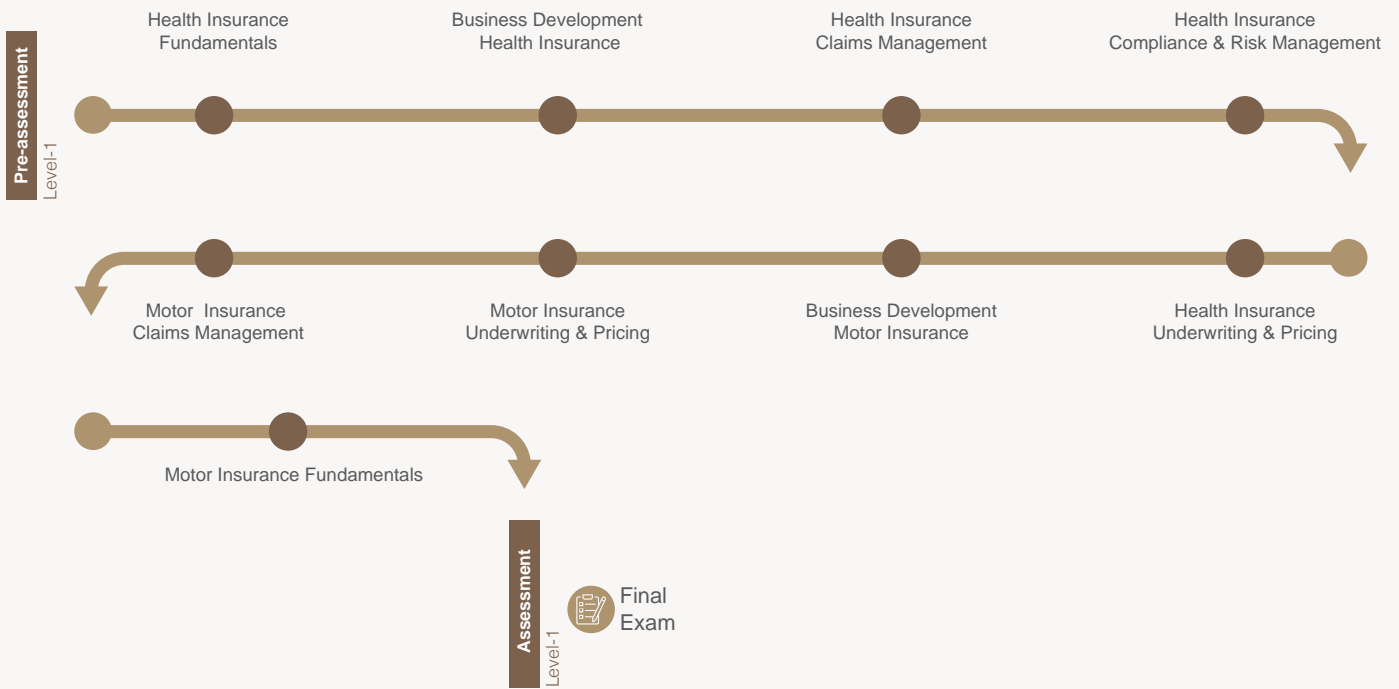 Pre-assessment
Level-1
Health Insurance
Fundamentals
Business Development
Health Insurance
Health Insurance
Claims Management
Health Insurance
Compliance & Risk Management
Motor  Insurance
Claims Management
Motor Insurance
Underwriting & Pricing
Business Development
Motor Insurance
Health Insurance
Underwriting & Pricing
Motor Insurance Fundamentals
Assessment
Level-1
Final
Exam